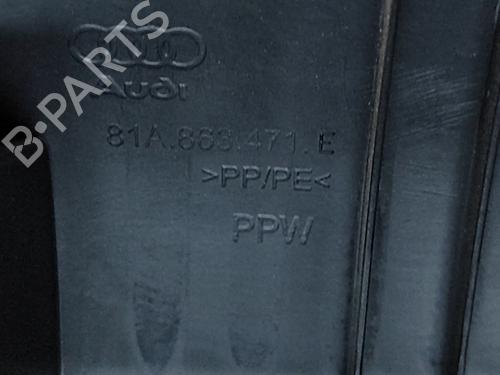 Audi
81A.863.471.E
>PP/PE<
PPW
B-PARTS